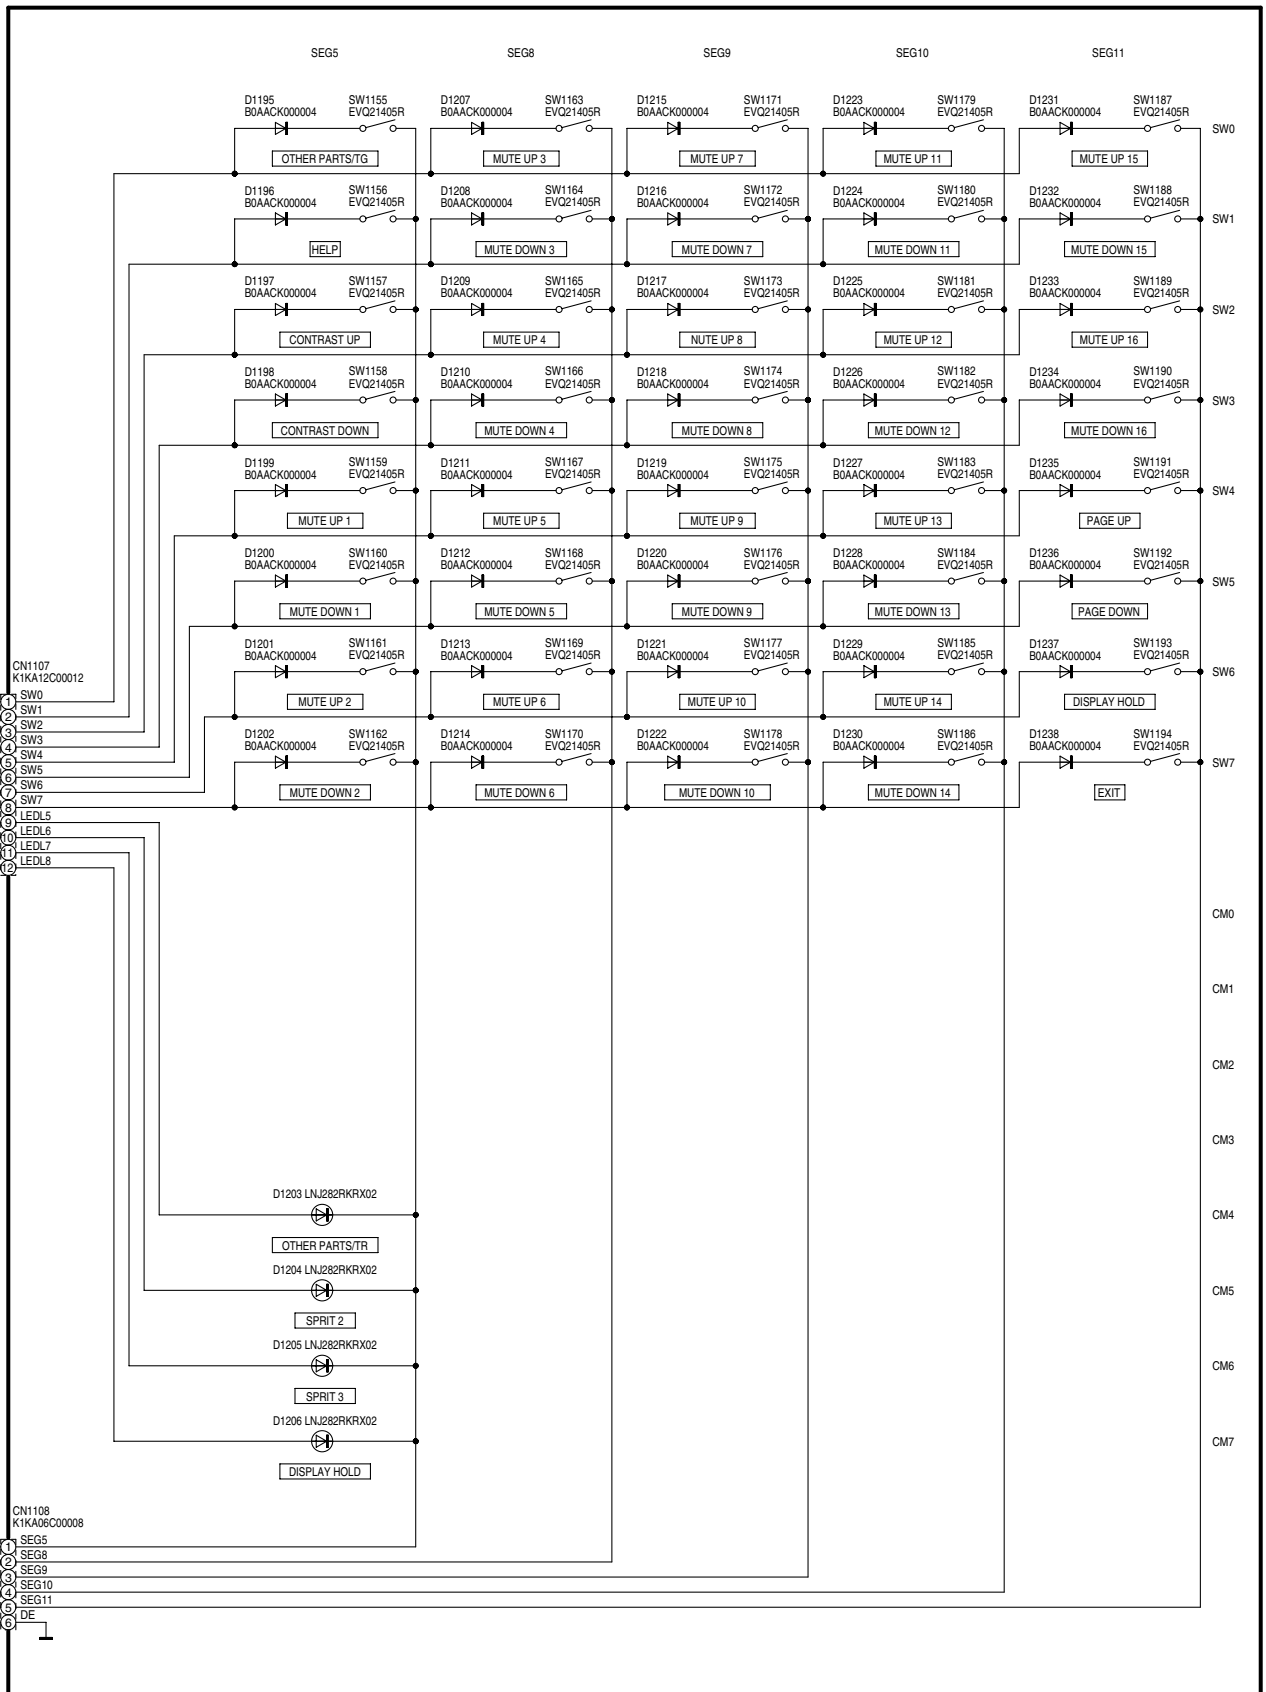 SEG5 SEG8 SEG9 SEG10 SEG11
D1195 SW1155 D1207 SW1163 D1215 SW1171 D1223 SW1179 D1231 SW1187
B0AACK000004 EVQ21405R B0AACK000004 EVQ21405R B0AACK000004 EVQ21405R B0AACK000004 EVQ21405R B0AACK000004 EVQ21405R
SW0
OTHER PARTS/TG MUTE UP 3 MUTE UP 7 MUTE UP 11 MUTE UP 15
D1196 SW1156 D1208 SW1164 D1216 SW1172 D1224 SW1180 D1232 SW1188
B0AACK000004 EVQ21405R B0AACK000004 EVQ21405R B0AACK000004 EVQ21405R B0AACK000004 EVQ21405R B0AACK000004 EVQ21405R
SW1
HELP MUTE DOWN 3 MUTE DOWN 7 MUTE DOWN 11 MUTE DOWN 15
D1197 SW1157 D1209 SW1165 D1217 SW1173 D1225 SW1181 D1233 SW1189
B0AACK000004 EVQ21405R B0AACK000004 EVQ21405R B0AACK000004 EVQ21405R B0AACK000004 EVQ21405R B0AACK000004 EVQ21405R
SW2
CONTRAST UP MUTE UP 4 NUTE UP 8 MUTE UP 12 MUTE UP 16
D1198 SW1158 D1210 SW1166 D1218 SW1174 D1226 SW1182 D1234 SW1190
B0AACK000004 EVQ21405R B0AACK000004 EVQ21405R B0AACK000004 EVQ21405R B0AACK000004 EVQ21405R B0AACK000004 EVQ21405R
SW3
CONTRAST DOWN MUTE DOWN 4 MUTE DOWN 8 MUTE DOWN 12 MUTE DOWN 16
D1199 SW1159 D1211 SW1167 D1219 SW1175 D1227 SW1183 D1235 SW1191
B0AACK000004 EVQ21405R B0AACK000004 EVQ21405R B0AACK000004 EVQ21405R B0AACK000004 EVQ21405R B0AACK000004 EVQ21405R
SW4
MUTE UP 1 MUTE UP 5 MUTE UP 9 MUTE UP 13 PAGE UP
D1200 SW1160 D1212 SW1168 D1220 SW1176 D1228 SW1184 D1236 SW1192
B0AACK000004 EVQ21405R B0AACK000004 EVQ21405R B0AACK000004 EVQ21405R B0AACK000004 EVQ21405R B0AACK000004 EVQ21405R
SW5
MUTE DOWN 1 MUTE DOWN 5 MUTE DOWN 9 MUTE DOWN 13 PAGE DOWN
D1201 SW1161 D1213 SW1169 D1221 SW1177 D1229 SW1185 D1237 SW1193
B0AACK000004 EVQ21405R B0AACK000004 EVQ21405R B0AACK000004 EVQ21405R B0AACK000004 EVQ21405R B0AACK000004 EVQ21405R
SW6
MUTE UP 2 MUTE UP 6 MUTE UP 10 MUTE UP 14 DISPLAY HOLD
D1202 SW1162 D1214 SW1170 D1222 SW1178 D1230 SW1186 D1238 SW1194
B0AACK000004 EVQ21405R B0AACK000004 EVQ21405R B0AACK000004 EVQ21405R B0AACK000004 EVQ21405R B0AACK000004 EVQ21405R
SW7
MUTE DOWN 2 MUTE DOWN 6 MUTE DOWN 10 MUTE DOWN 14 EXIT
CN1107
K1KA12C00012
1 SW0
2 SW1
3 SW2
4 SW3
5 SW4
6 SW5
7 SW6
8 SW7
9 LEDL5
10 LEDL6
11 LEDL7
12 LEDL8
CM0
CM1
CM2
CM3
D1203 LNJ282RKRX02
CM4
OTHER PARTS/TR
D1204 LNJ282RKRX02
CM5
SPRIT 2
D1205 LNJ282RKRX02
CM6
SPRIT 3
D1206 LNJ282RKRX02
CM7
DISPLAY HOLD
CN1108
K1KA06C00008
1 SEG5
2 SEG8
3 SEG9
4 SEG10
5 SEG11
6 DE